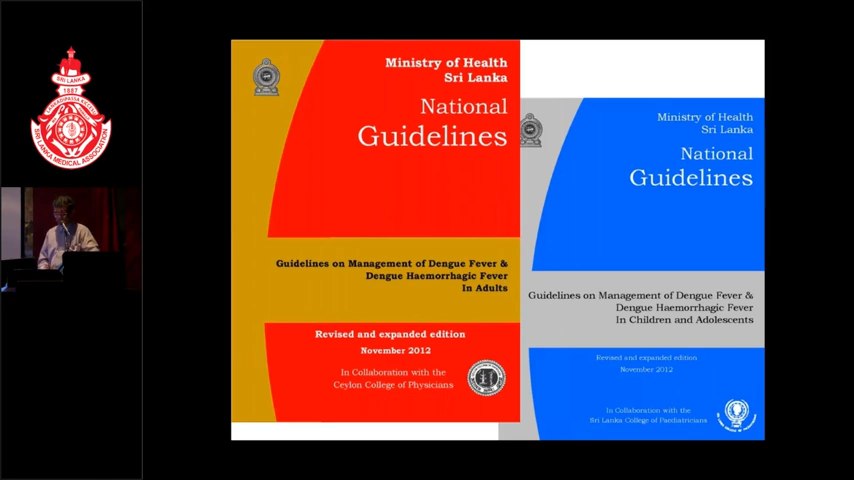 SRI LANKA
1887
SRI LANKA MEDICAL ASSOCIATION
Ministry of Health
Sri Lanka
National
Guidelines
Guidelines on Management of Dengue Fever &
Dengue Haemorrhagic Fever
In Adults
Revised and expanded edition
November 2012
In Collaboration with the
Ceylon College of Physicians
Ministry of Health
Sri Lanka
National
Guidelines
Guidelines on Management of Dengue Fever &
Dengue Haemorrhagic Fever
In Children and Adolescents
Revised and expanded edition
November 2012
In Collaboration with the
Sri Lanka College of Paediatricians